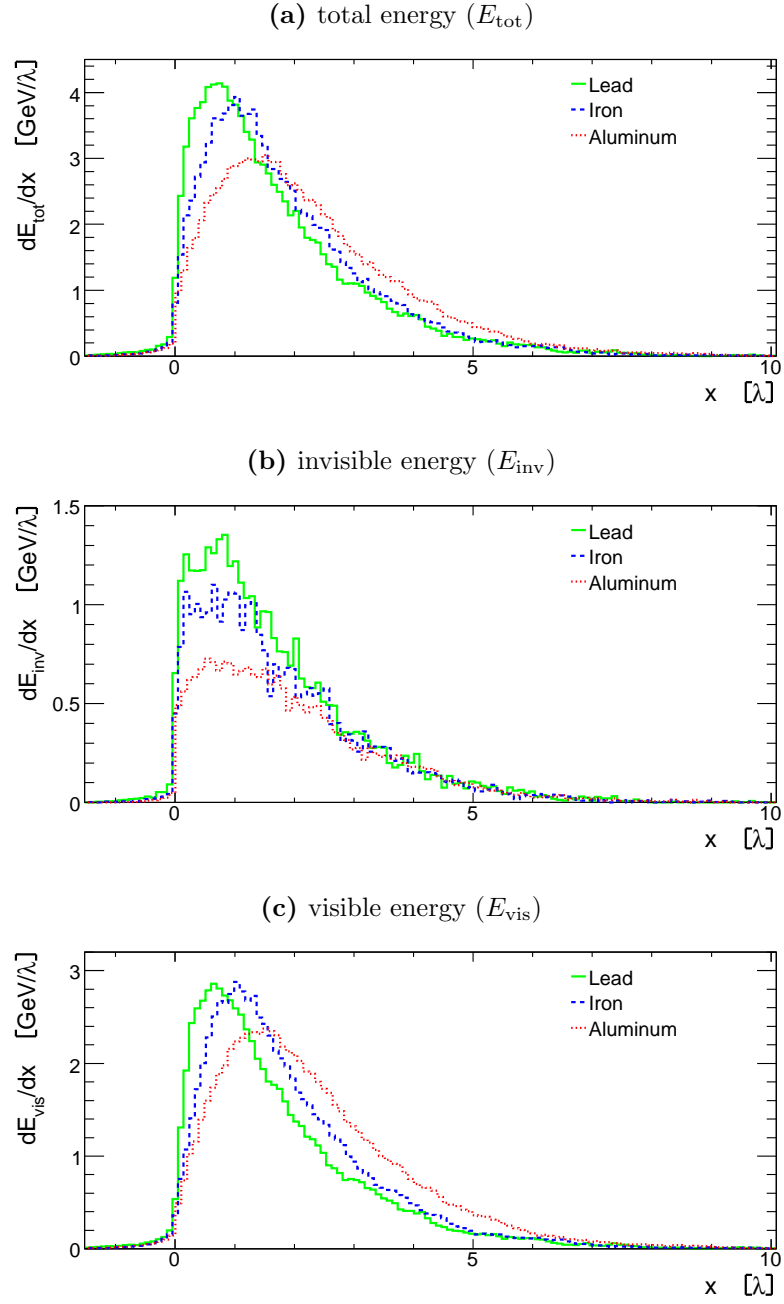 (a) total energy (E_tot)
dE_tot/dx [GeV/λ]
Lead
Iron
Aluminum
4
3
2
1
0
0 5 10
x [λ]
(b) invisible energy (E_inv)
dE_inv/dx [GeV/λ]
Lead
Iron
Aluminum
1.5
1
0.5
0
0 5 10
x [λ]
(c) visible energy (E_vis)
dE_vis/dx [GeV/λ]
Lead
Iron
Aluminum
3
2
1
0
0 5 10
x [λ]